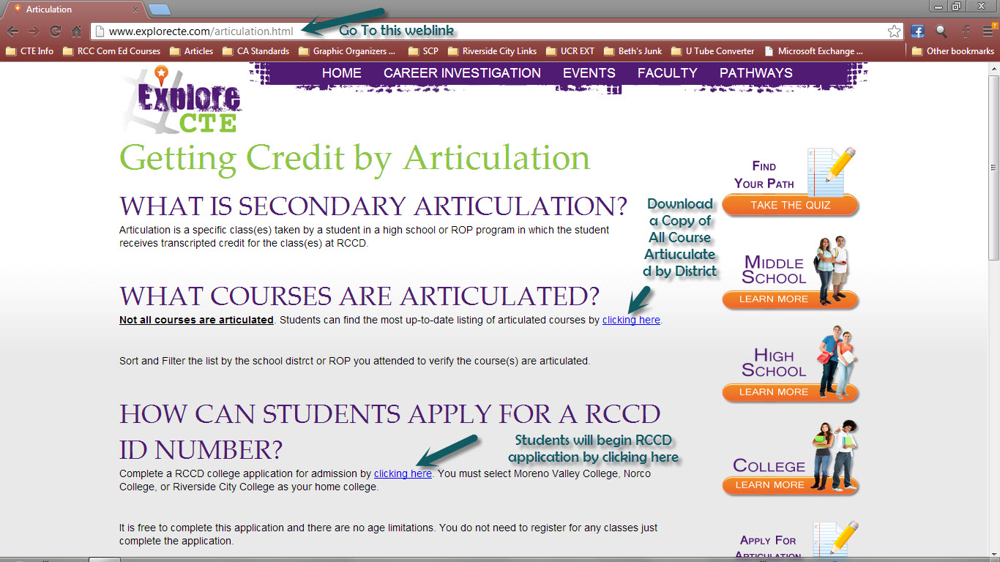 Articulation
www.explorecte.com/articulation.html
Go To this weblink
CTE Info RCC Com Ed Courses Articles CA Standards Graphic Organizers ... SCP Riverside City Links UCR EXT Beth's Junk U Tube Converter Microsoft Exchange ... Other bookmarks
HOME CAREER INVESTIGATION EVENTS FACULTY PATHWAYS
Explore
CTE
Getting Credit by Articulation
WHAT IS SECONDARY ARTICULATION?
Articulation is a specific class(es) taken by a student in a high school or ROP program in which the student
receives transcripted credit for the class(es) at RCCD.
Download
a Copy of
All Course
Artiuculate
d by District
WHAT COURSES ARE ARTICULATED?
Not all courses are articulated. Students can find the most up-to-date listing of articulated courses by clicking here.
Sort and Filter the list by the school distrct or ROP you attended to verify the course(s) are articulated.
HOW CAN STUDENTS APPLY FOR A RCCD
ID NUMBER?
Students will begin RCCD
application by clicking here
Complete a RCCD college application for admission by clicking here. You must select Moreno Valley College, Norco
College, or Riverside City College as your home college.
It is free to complete this application and there are no age limitations. You do not need to register for any classes just
complete the application.
FIND
YOUR PATH
TAKE THE QUIZ
MIDDLE
SCHOOL
LEARN MORE
HIGH
SCHOOL
LEARN MORE
COLLEGE
LEARN MORE
APPLY FOR
ARTICULATION